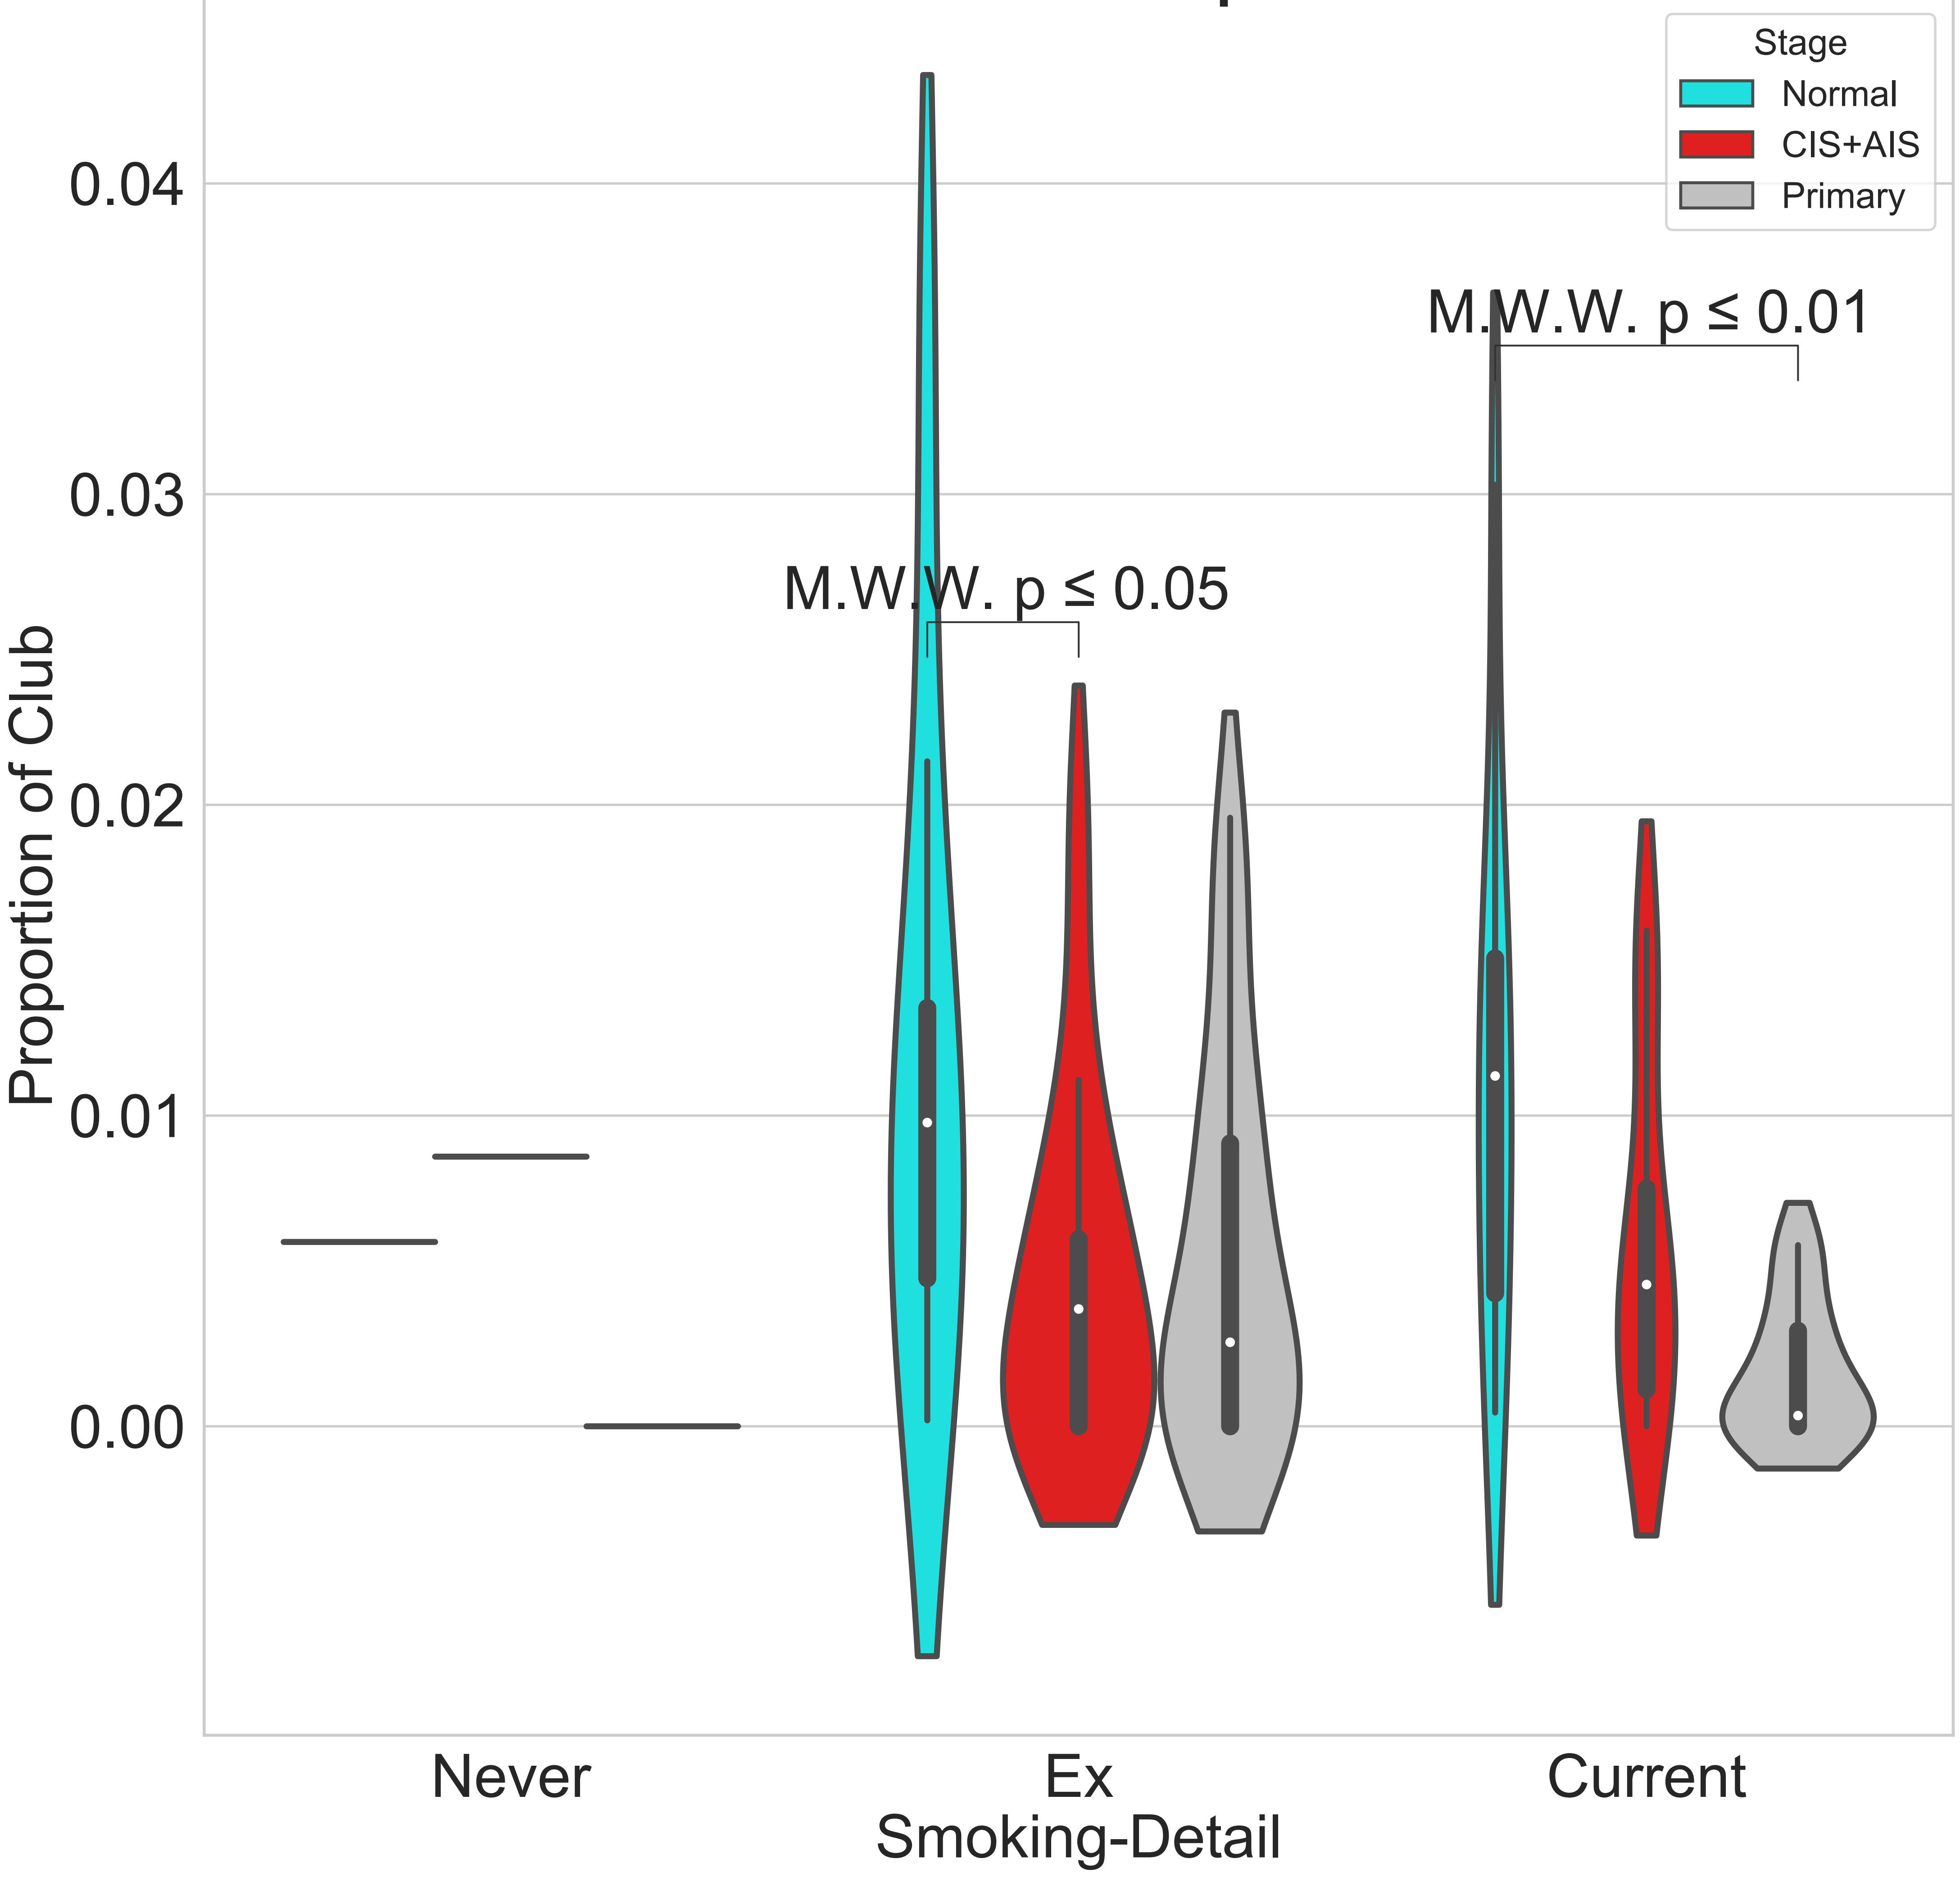 Stage
Normal
CIS+AIS
Primary
0.04
0.03
0.02
0.01
0.00
Proportion of Club
M.W.W. p ≤ 0.01
M.W.W. p ≤ 0.05
Never
Ex
Current
Smoking-Detail